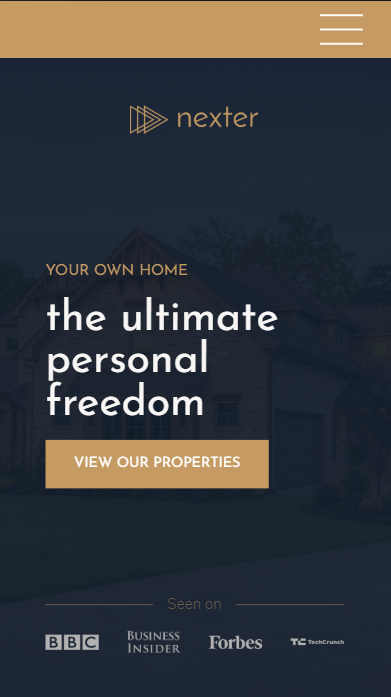 nexter
YOUR OWN HOME
the ultimate
personal
freedom
VIEW OUR PROPERTIES
Seen on
BBC
BUSINESS
INSIDER
Forbes
TC TechCrunch